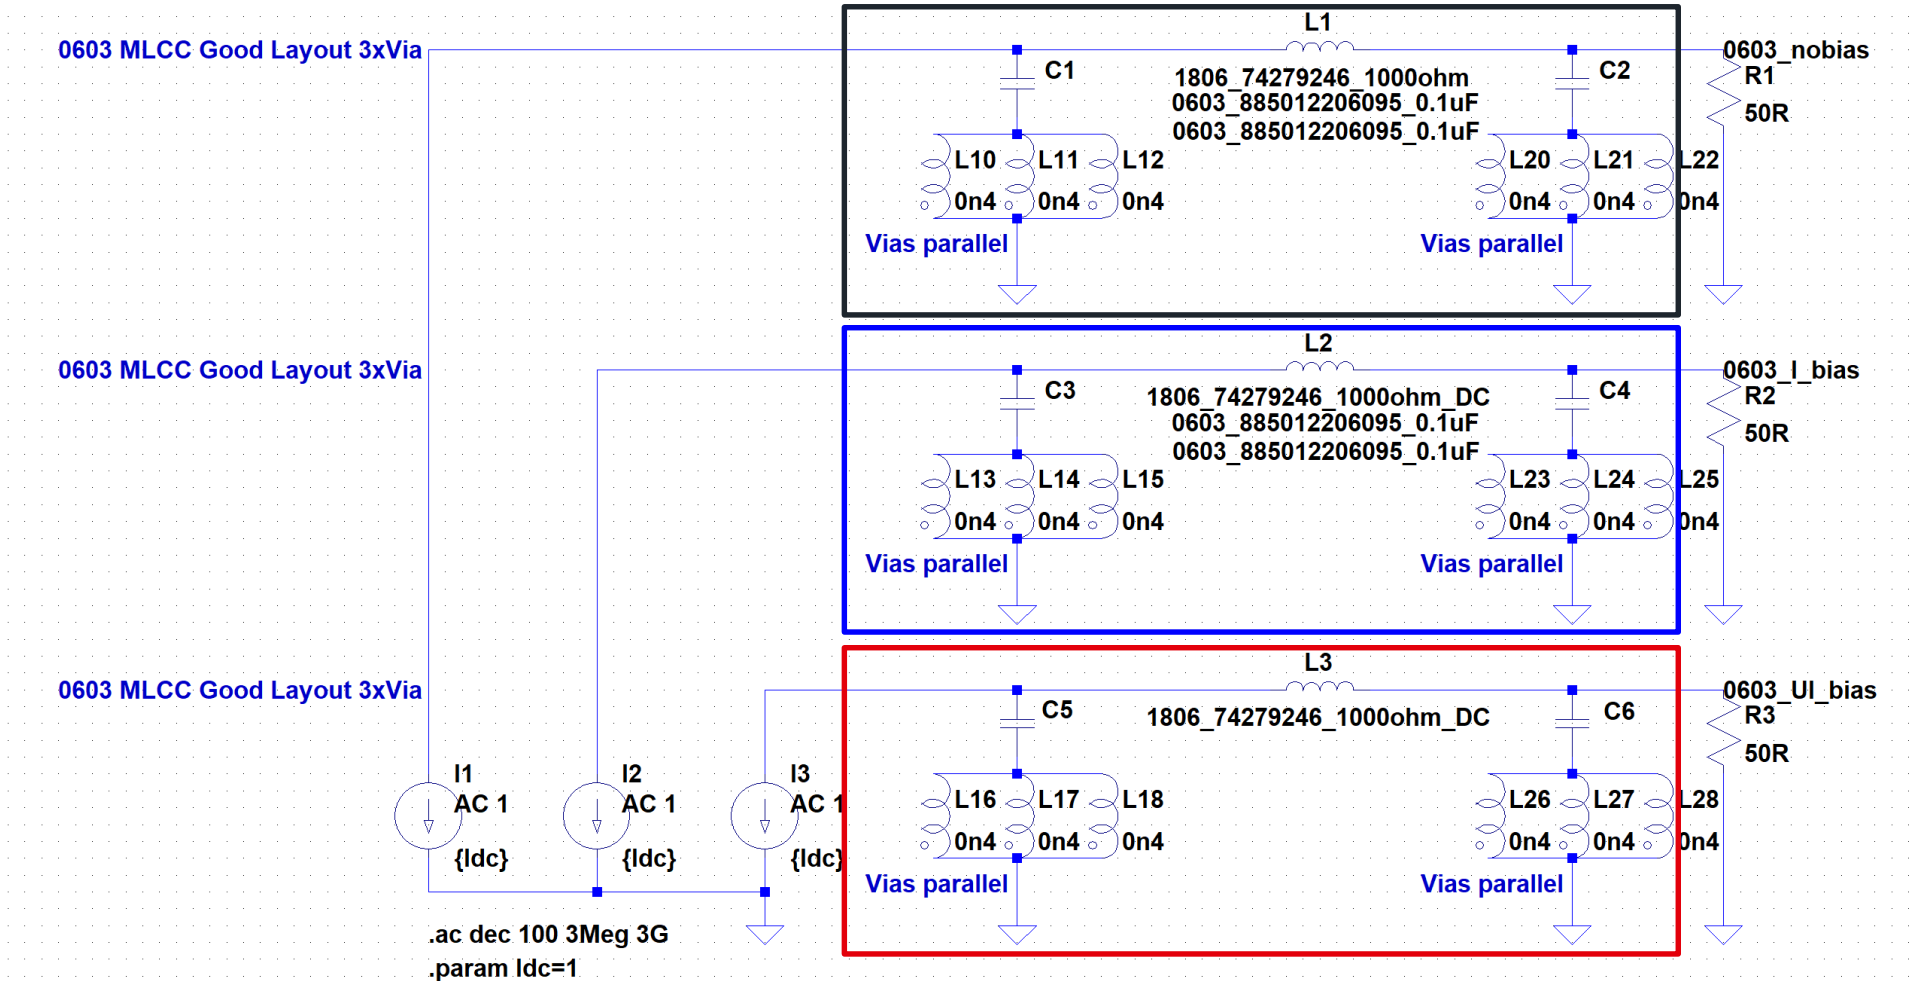 L1
0603 MLCC Good Layout 3xVia
0603_nobias
C1
C2
R1
1806_74279246_1000ohm
0603_885012206095_0.1uF
50R
0603_885012206095_0.1uF
L10
L11
L12
L20
L21
L22
0n4
0n4
0n4
0n4
0n4
0n4
Vias parallel
Vias parallel
L2
0603 MLCC Good Layout 3xVia
0603_I_bias
C3
C4
R2
1806_74279246_1000ohm_DC
0603_885012206095_0.1uF
50R
0603_885012206095_0.1uF
L13
L14
L15
L23
L24
L25
0n4
0n4
0n4
0n4
0n4
0n4
Vias parallel
Vias parallel
L3
0603 MLCC Good Layout 3xVia
0603_UI_bias
C5
C6
R3
1806_74279246_1000ohm_DC
50R
I1
I2
I3
AC 1
AC 1
AC 1
L16
L17
L18
L26
L27
L28
0n4
0n4
0n4
0n4
0n4
0n4
{Idc}
{Idc}
{Idc}
Vias parallel
Vias parallel
.ac dec 100 3Meg 3G
.param Idc=1